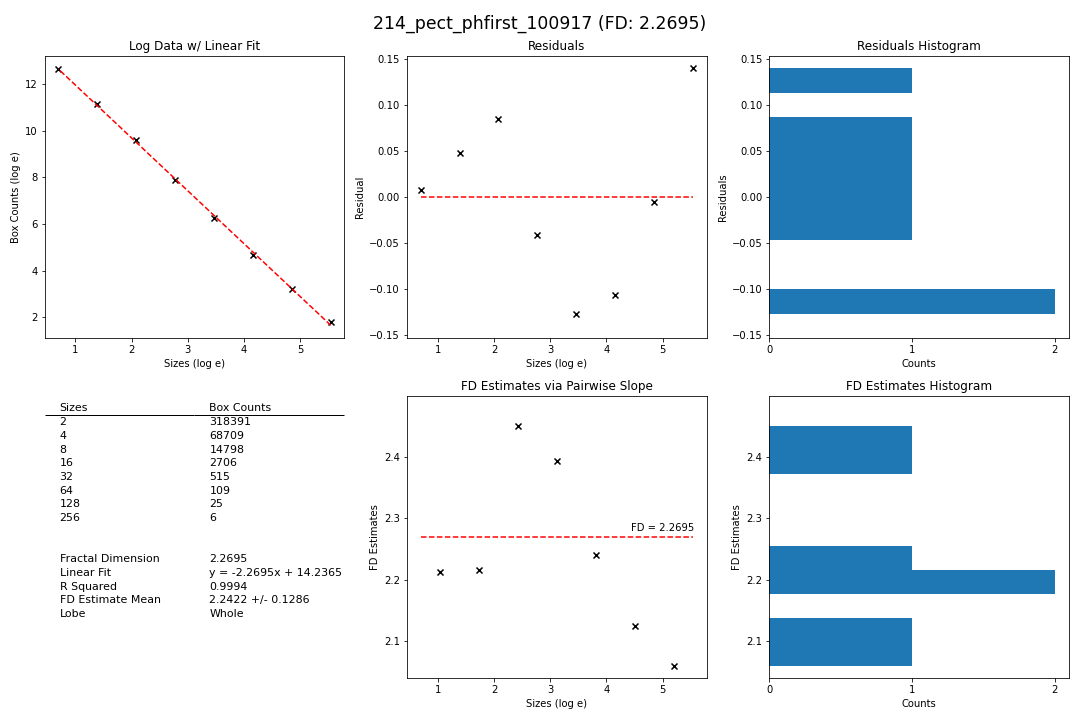 214_pect_phfirst_100917 (FD: 2.2695)
Log Data w/ Linear Fit
12
10
8
6
4
2
Box Counts (log e)
1 2 3 4 5
Sizes (log e)
Residuals
0.15
0.10
0.05
0.00
−0.05
−0.10
−0.15
Residual
1 2 3 4 5
Sizes (log e)
Residuals Histogram
0.15
0.10
0.05
0.00
−0.05
−0.10
−0.15
Residuals
0 1 2
Counts
Sizes Box Counts
2 318391
4 68709
8 14798
16 2706
32 515
64 109
128 25
256 6
Fractal Dimension 2.2695
Linear Fit y = -2.2695x + 14.2365
R Squared 0.9994
FD Estimate Mean 2.2422 +/- 0.1286
Lobe Whole
FD Estimates via Pairwise Slope
2.4
2.3
2.2
2.1
FD Estimates
FD = 2.2695
1 2 3 4 5
Sizes (log e)
FD Estimates Histogram
2.4
2.3
2.2
2.1
FD Estimates
0 1 2
Counts